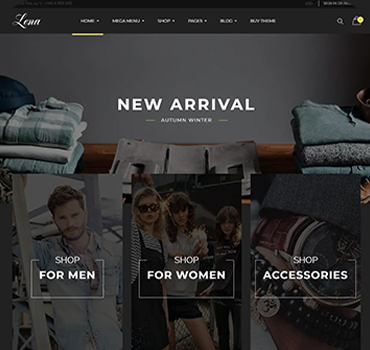 Lena
HOME MEGA MENU SHOP PAGES BLOG BUY THEME
NEW ARRIVAL
AUTUMN WINTER
SHOP
FOR MEN
SHOP
FOR WOMEN
SHOP
ACCESSORIES